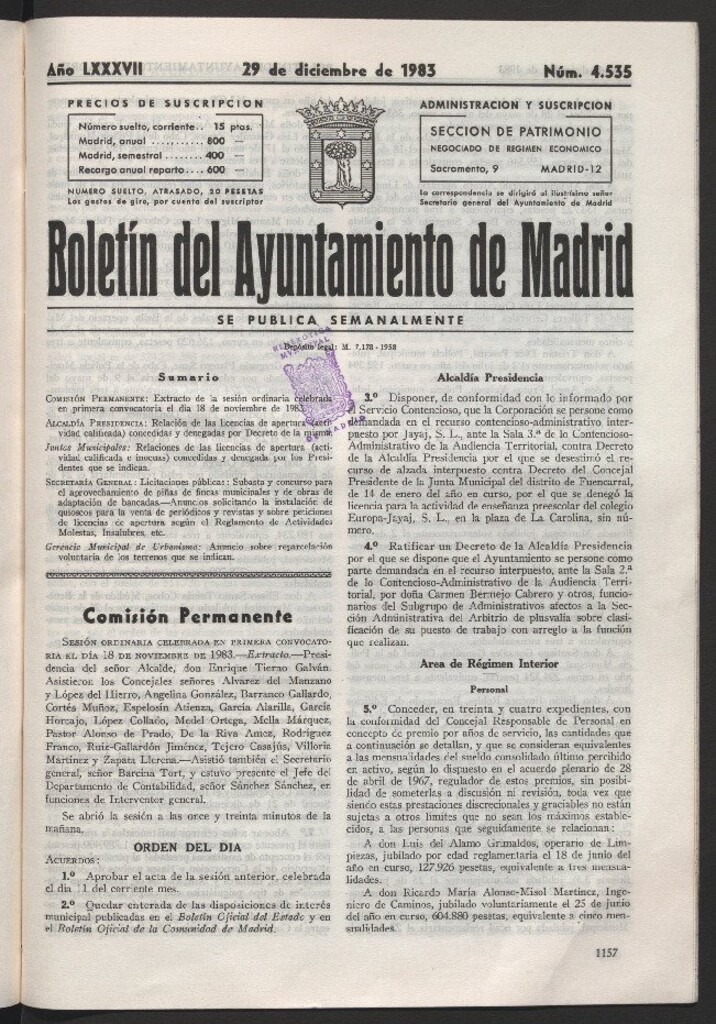 Año LXXXVII 29 de diciembre de 1983 Núm. 4.535
PRECIOS DE SUSCRIPCION
Número suelto, corriente.. 15 ptas.
Madrid, anual ........... 800 —
Madrid, semestral ........ 400 —
Recargo anual reparto.... 600 —
NUMERO SUELTO, ATRASADO, 20 PESETAS
Los gastos de giro, por cuenta del suscriptor
ADMINISTRACION Y SUSCRIPCION
SECCION DE PATRIMONIO
NEGOCIADO DE REGIMEN ECONOMICO
Sacramento, 9 MADRID-12
La correspondencia se dirigirá al ilustrísimo señor
Secretario general del Ayuntamiento de Madrid
Boletín del Ayuntamiento de Madrid
SE PUBLICA SEMANALMENTE
Depósito legal: M. 7.178 - 1958
HEMEROTECA
MUNICIPAL
DE MADRID
Sumario
COMISIÓN PERMANENTE: Extracto de la sesión ordinaria celebrada
en primera convocatoria el día 18 de noviembre de 1983.
ALCALDÍA PRESIDENCIA: Relación de las licencias de apertura (acti-
vidad calificada) concedidas y denegadas por Decreto de la misma.
Juntas Municipales: Relaciones de las licencias de apertura (acti-
vidad calificada e inocuas) concedidas y denegada por los Presi-
dentes que se indican.
SECRETARÍA GENERAL: Licitaciones públicas: Subasta y concurso para
el aprovechamiento de piñas de fincas municipales y de obras de
adaptación de bancadas.—Anuncios solicitando la instalación de
quioscos para la venta de periódicos y revistas y sobre peticiones
de licencias de apertura según el Reglamento de Actividades
Molestas, Insalubres, etc.
Gerencia Municipal de Urbanismo: Anuncio sobre reparcelación
voluntaria de los terrenos que se indican.
Comisión Permanente
SESIÓN ORDINARIA CELEBRADA EN PRIMERA CONVOCATO-
RIA EL DÍA 18 DE NOVIEMBRE DE 1983.—Extracto.—Presi-
dencia del señor Alcalde, don Enrique Tierno Galván.
Asistieron los Concejales señores Alvarez del Manzano
y López del Hierro, Angelina González, Barranco Gallardo,
Cortés Muñoz, Espelosín Atienza, García Alarilla, García
Horcajo, López Collado, Medel Ortega, Mella Márquez,
Pastor Alonso de Prado, De la Riva Amez, Rodríguez
Franco, Ruiz-Gallardón Jiménez, Tejero Casajús, Villoria
Martínez y Zapata Llerena.—Asistió también el Secretario
general, señor Barcina Tort, y estuvo presente el Jefe del
Departamento de Contabilidad, señor Sánchez Sánchez, en
funciones de Interventor general.
Se abrió la sesión a las once y treinta minutos de la
mañana.
ORDEN DEL DIA
ACUERDOS:
1.º Aprobar el acta de la sesión anterior, celebrada
el día 11 del corriente mes.
2.º Quedar enterada de las disposiciones de interés
municipal publicadas en el Boletín Oficial del Estado y en
el Boletín Oficial de la Comunidad de Madrid.
Alcaldía Presidencia
3.º Disponer, de conformidad con lo informado por
el Servicio Contencioso, que la Corporación se persone como
demandada en el recurso contencioso-administrativo inter-
puesto por Jayaj, S. L., ante la Sala 3.ª de lo Contencioso-
Administrativo de la Audiencia Territorial, contra Decreto
de la Alcaldía Presidencia por el que se desestimó el re-
curso de alzada interpuesto contra Decreto del Concejal
Presidente de la Junta Municipal del distrito de Fuencarral,
de 14 de enero del año en curso, por el que se denegó la
licencia para la actividad de enseñanza preescolar del colegio
Europa-Jayaj, S. L., en la plaza de La Carolina, sin nú-
mero.
4.º Ratificar un Decreto de la Alcaldía Presidencia
por el que se dispone que el Ayuntamiento se persone como
parte demandada en el recurso interpuesto, ante la Sala 2.ª
de lo Contencioso-Administrativo de la Audiencia Terri-
torial, por doña Carmen Bermejo Cabrero y otros, funcio-
narios del Subgrupo de Administrativos afectos a la Sec-
ción Administrativa del Arbitrio de plusvalía sobre clasi-
ficación de su puesto de trabajo con arreglo a la función
que realizan.
Area de Régimen Interior
Personal
5.º Conceder, en treinta y cuatro expedientes, con
la conformidad del Concejal Responsable de Personal en
concepto de premio por años de servicio, las cantidades que
a continuación se detallan, y que se consideran equivalentes
a las mensualidades del sueldo consolidado último percibido
en activo, según lo dispuesto en el acuerdo plenario de 28
de abril de 1967, regulador de estos premios, sin posibi-
lidad de someterlas a discusión ni revisión, toda vez que
siendo estas prestaciones discrecionales y graciables no están
sujetas a otros límites que no sean los máximos estable-
cidos, a las personas que seguidamente se relacionan:
A don Luis del Alamo Grimaldos, operario de Lim-
piezas, jubilado por edad reglamentaria el 18 de junio del
año en curso, 127.926 pesetas, equivalente a tres mensua-
lidades.
A don Ricardo María Alonso-Misol Martínez, Inge-
niero de Caminos, jubilado voluntariamente el 25 de junio
del año en curso, 604.880 pesetas, equivalente a cinco men-
sualidades.
1157